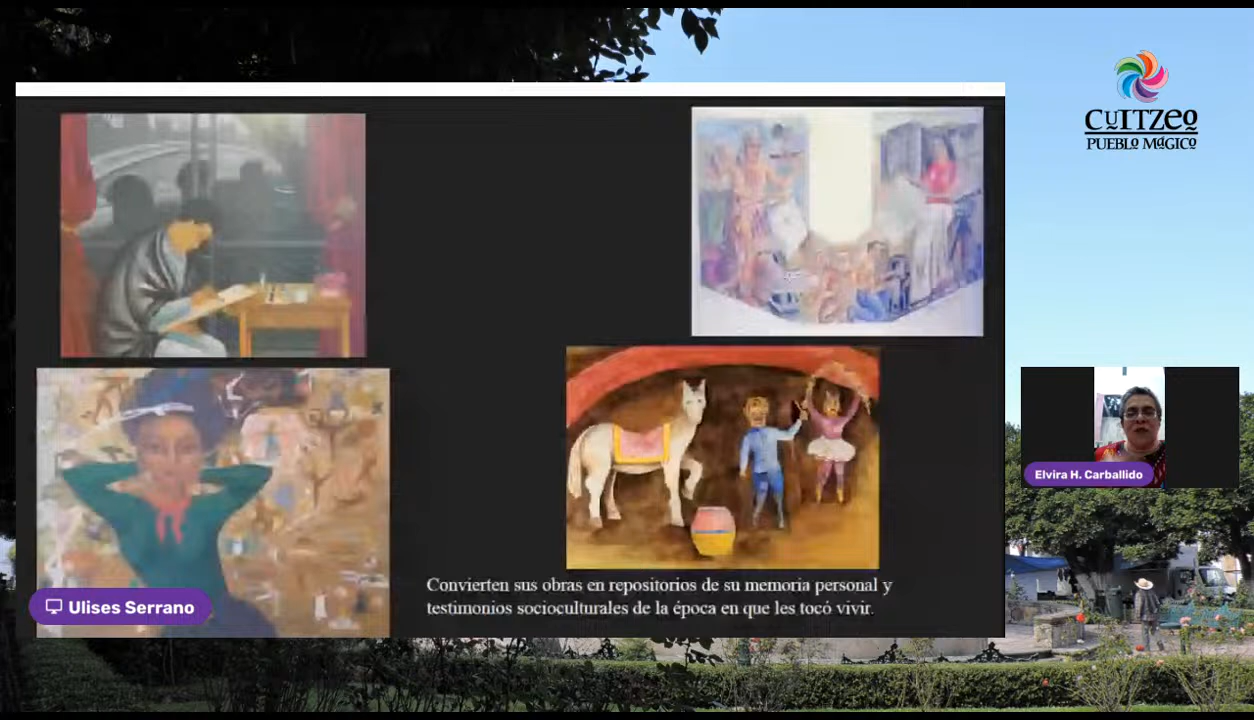 CUITZEO
PUEBLO MáGICO
Elvira H. Carballido
Convierten sus obras en repositorios de su memoria personal y
testimonios socioculturales de la época en que les tocó vivir.
Ulises Serrano